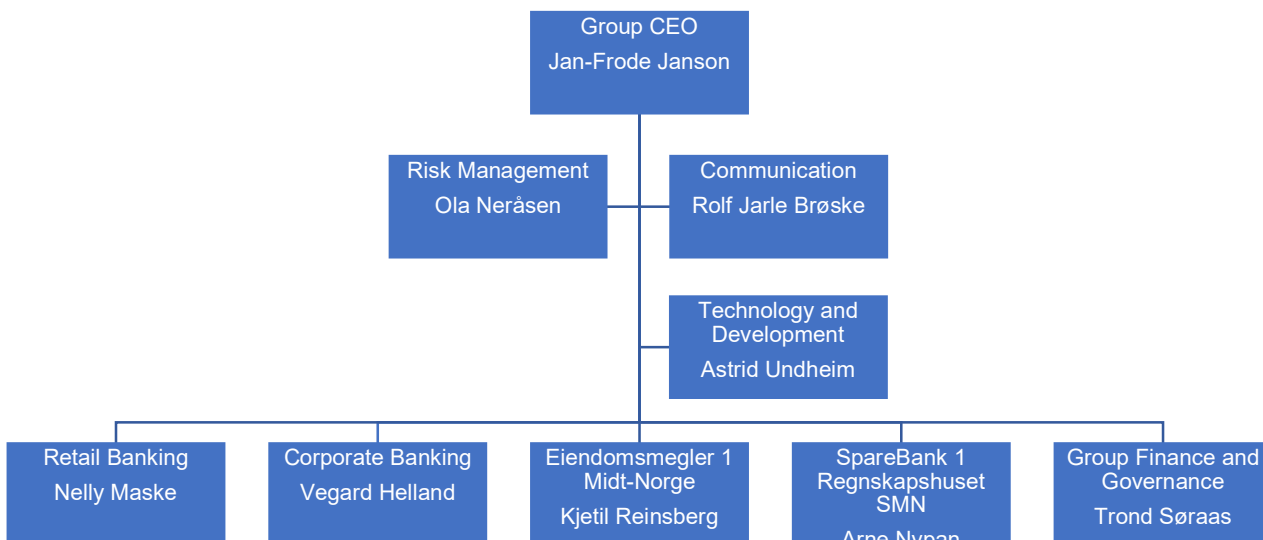 Group CEO
Jan-Frode Janson
Risk Management
Ola Neråsen
Communication
Rolf Jarle Brøske
Technology and
Development
Astrid Undheim
Retail Banking
Nelly Maske
Corporate Banking
Vegard Helland
Eiendomsmegler 1
Midt-Norge
Kjetil Reinsberg
SpareBank 1
Regnskapshuset
SMN
Arne Nypan
Group Finance and
Governance
Trond Søraas